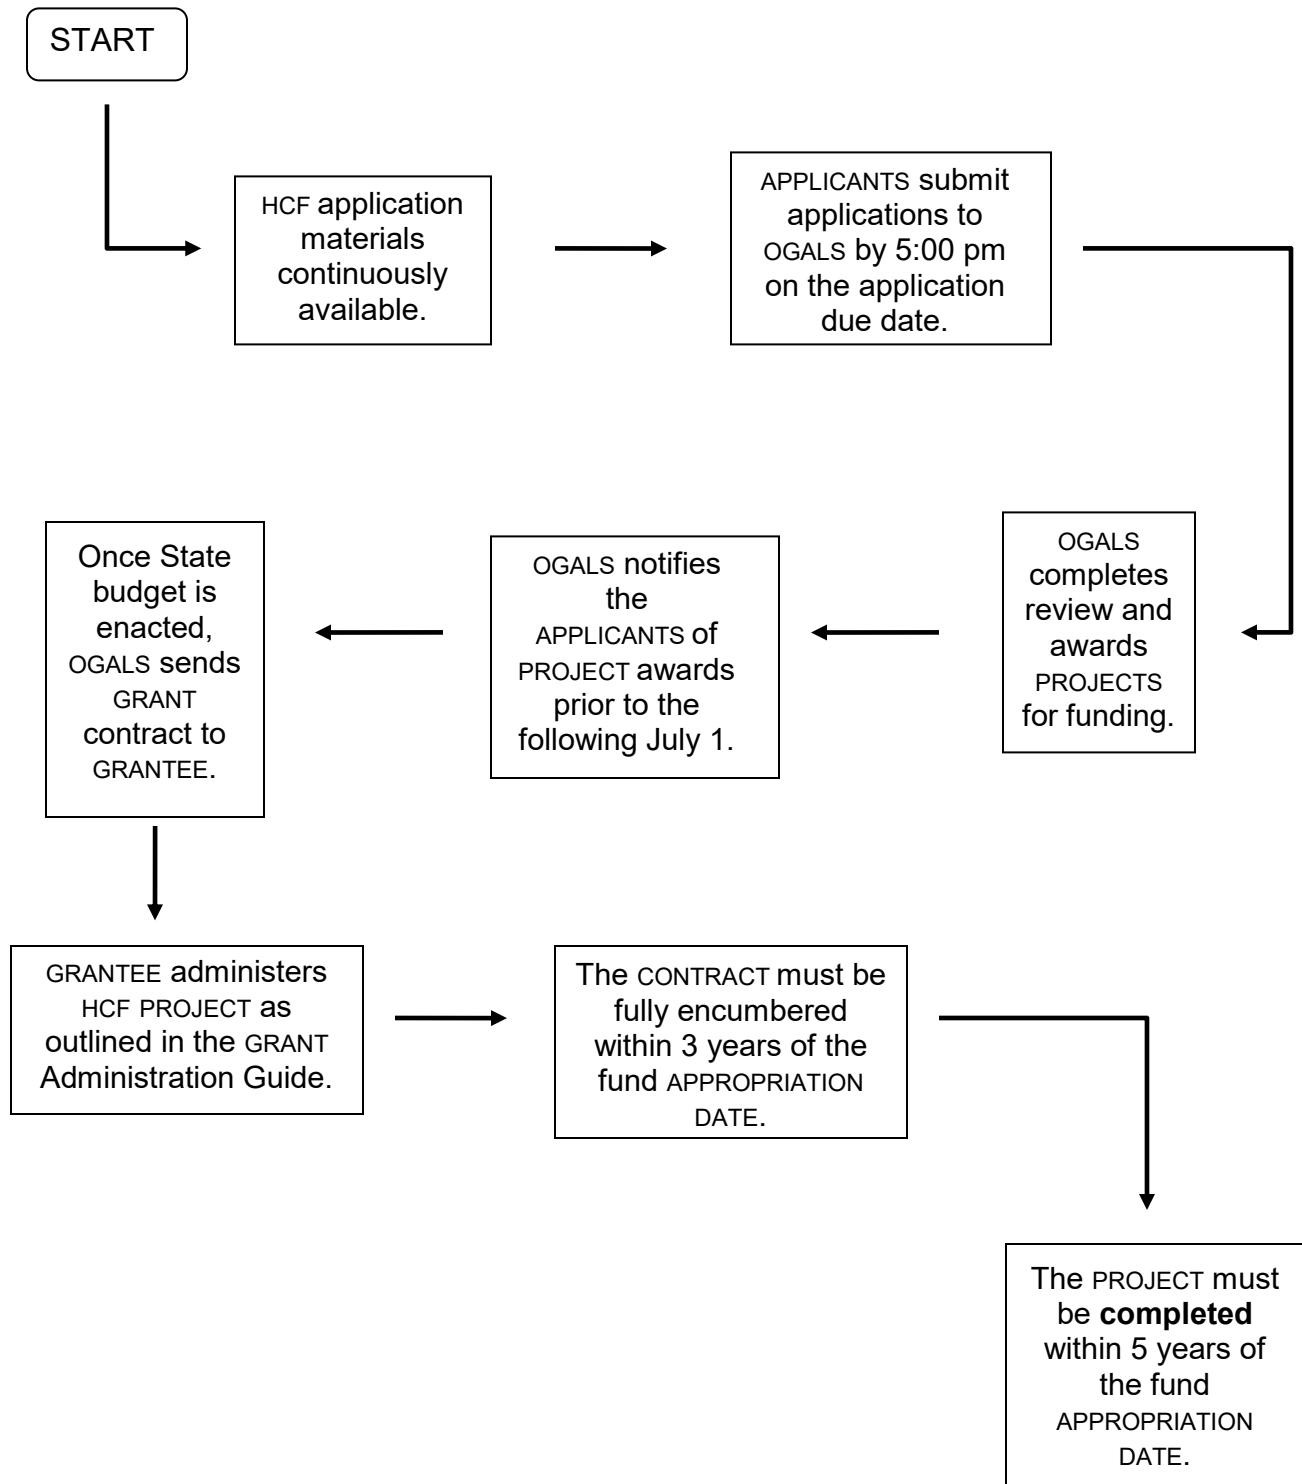 START
HCF application
materials
continuously
available.
APPLICANTS submit
applications to
OGALS by 5:00 pm
on the application
due date.
OGALS
completes
review and
awards
PROJECTS
for funding.
OGALS notifies
the
APPLICANTS of
PROJECT awards
prior to the
following July 1.
Once State
budget is
enacted,
OGALS sends
GRANT
contract to
GRANTEE.
GRANTEE administers
HCF PROJECT as
outlined in the GRANT
Administration Guide.
The CONTRACT must be
fully encumbered
within 3 years of the
fund APPROPRIATION
DATE.
The PROJECT must
be completed
within 5 years of
the fund
APPROPRIATION
DATE.